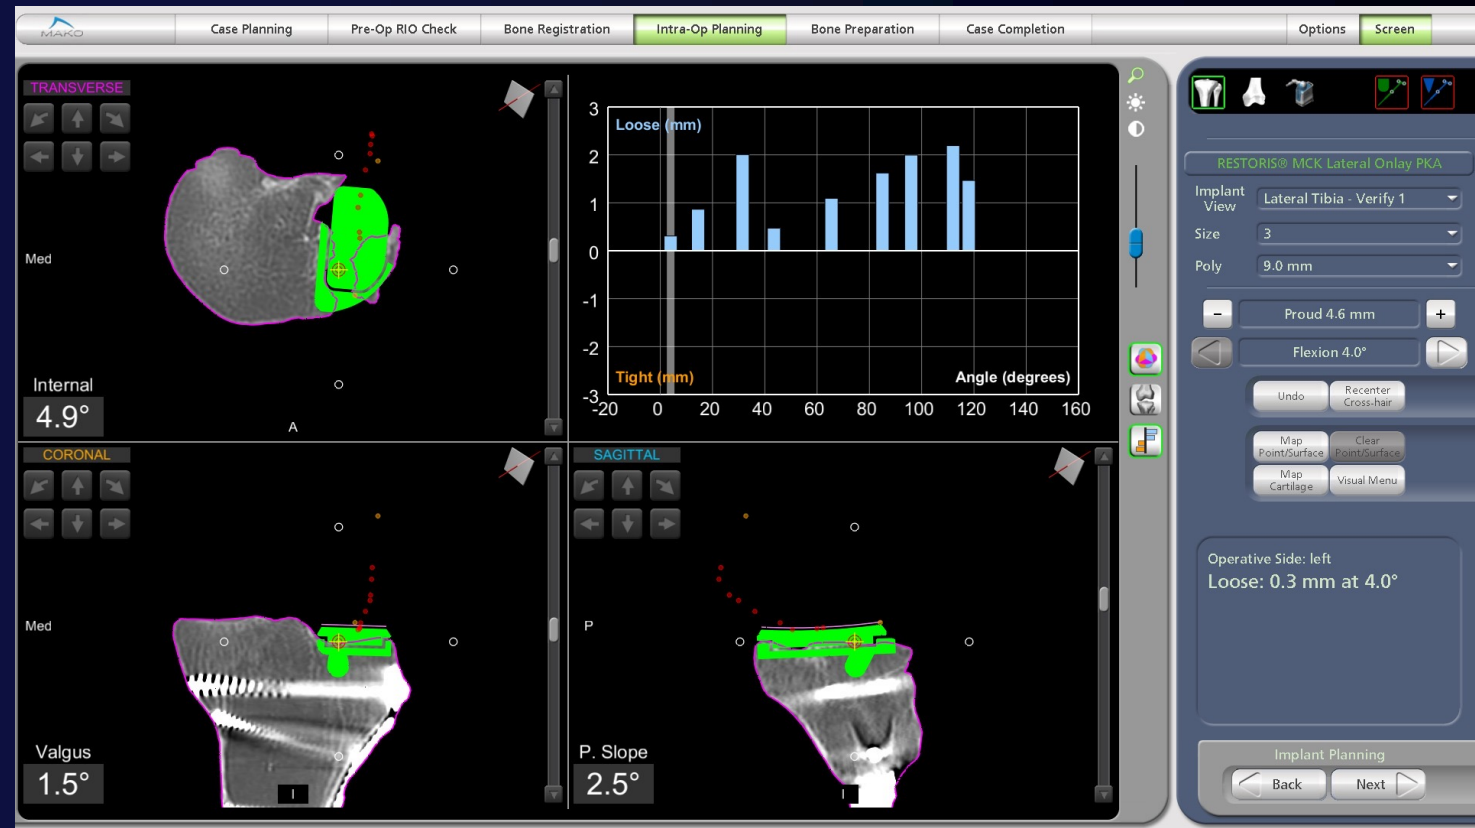 MAKO
Case Planning
Pre-Op RIO Check
Bone Registration
Intra-Op Planning
Bone Preparation
Case Completion
Options
Screen
TRANSVERSE
Med
Internal
4.9°
A
3
2
1
0
-1
-2
-3
Loose (mm)
Tight (mm)
Angle (degrees)
-20 0 20 40 60 80 100 120 140 160
CORONAL
Med
Valgus
1.5°
I
SAGITTAL
P
P. Slope
2.5°
I
RESTORIS® MCK Lateral Onlay PKA
Implant View
Lateral Tibia - Verify 1
Size
3
Poly
9.0 mm
-
Proud 4.6 mm
+
Flexion 4.0°
Undo
Recenter
Cross-hair
Map
Point/Surface
Clear
Point/Surface
Map
Cartilage
Visual Menu
Operative Side: left
Loose: 0.3 mm at 4.0°
Implant Planning
Back
Next